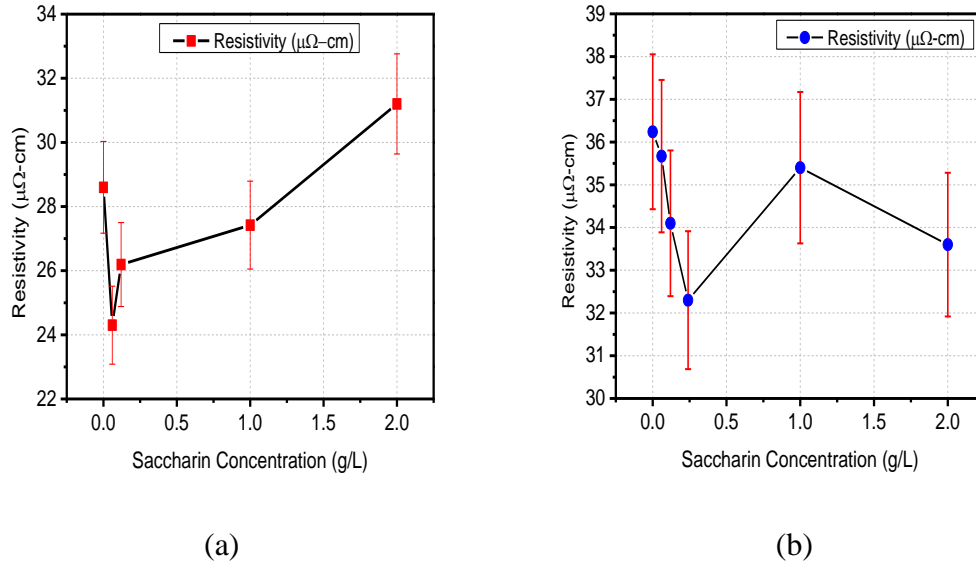 Resistivity (μΩ−cm)
34
32
30
28
26
24
22
Resistivity (μΩ-cm)
0.0 0.5 1.0 1.5 2.0
Saccharin Concentration (g/L)
(a)
Resistivity (μΩ-cm)
39
38
37
36
35
34
33
32
31
30
Resistivity (μΩ-cm)
0.0 0.5 1.0 1.5 2.0
Saccharin Concentration (g/L)
(b)